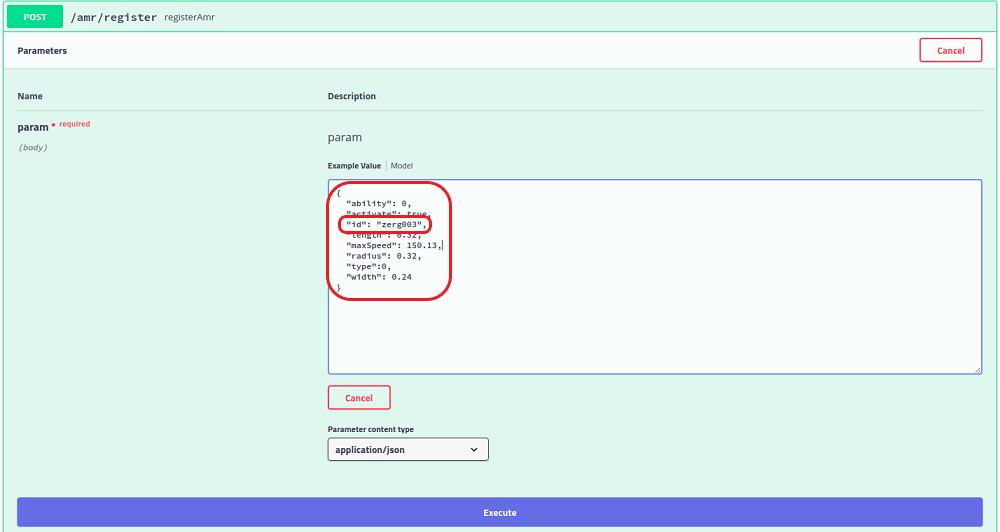 POST /amr/register registerAmr
Parameters Cancel
Name Description
param * required
(body)
param
Example Value Model
{
"ability": 0,
"activate": true,
"id": "zerg003",
"length": 0.32,
"maxSpeed": 150.13,
"radius": 0.32,
"type":0,
"width": 0.24
}
Cancel
Parameter content type
application/json
Execute